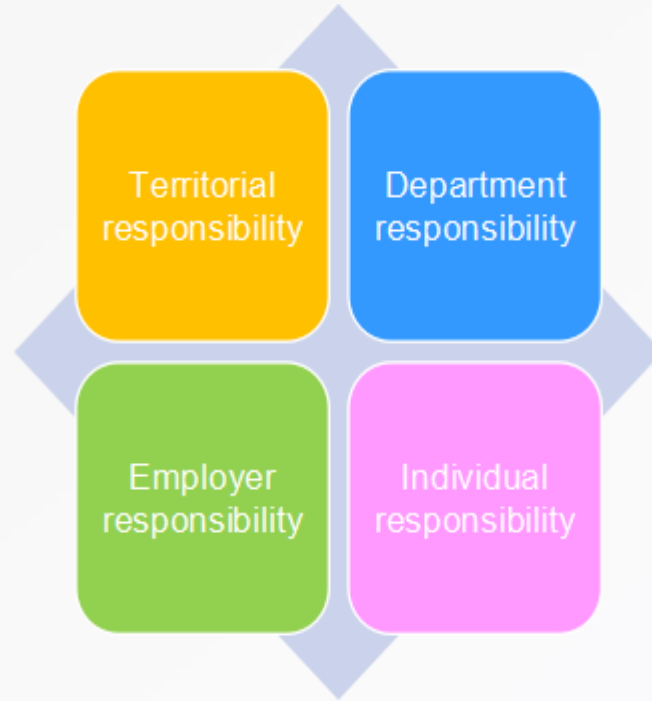 Territorial
responsibility
Department
responsibility
Employer
responsibility
Individual
responsibility